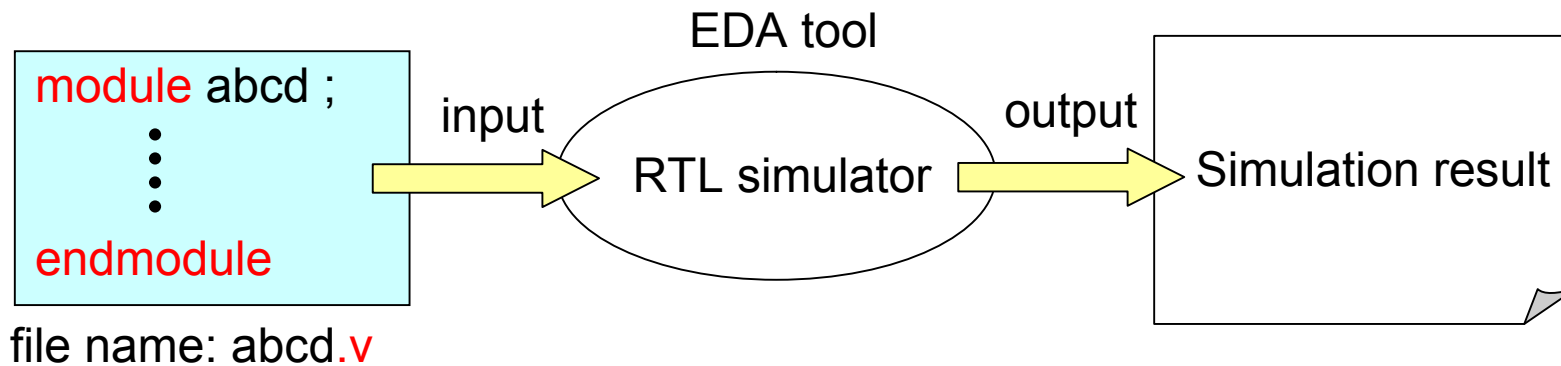 EDA tool
module abcd ;
endmodule
file name: abcd.v
input
RTL simulator
output
Simulation result